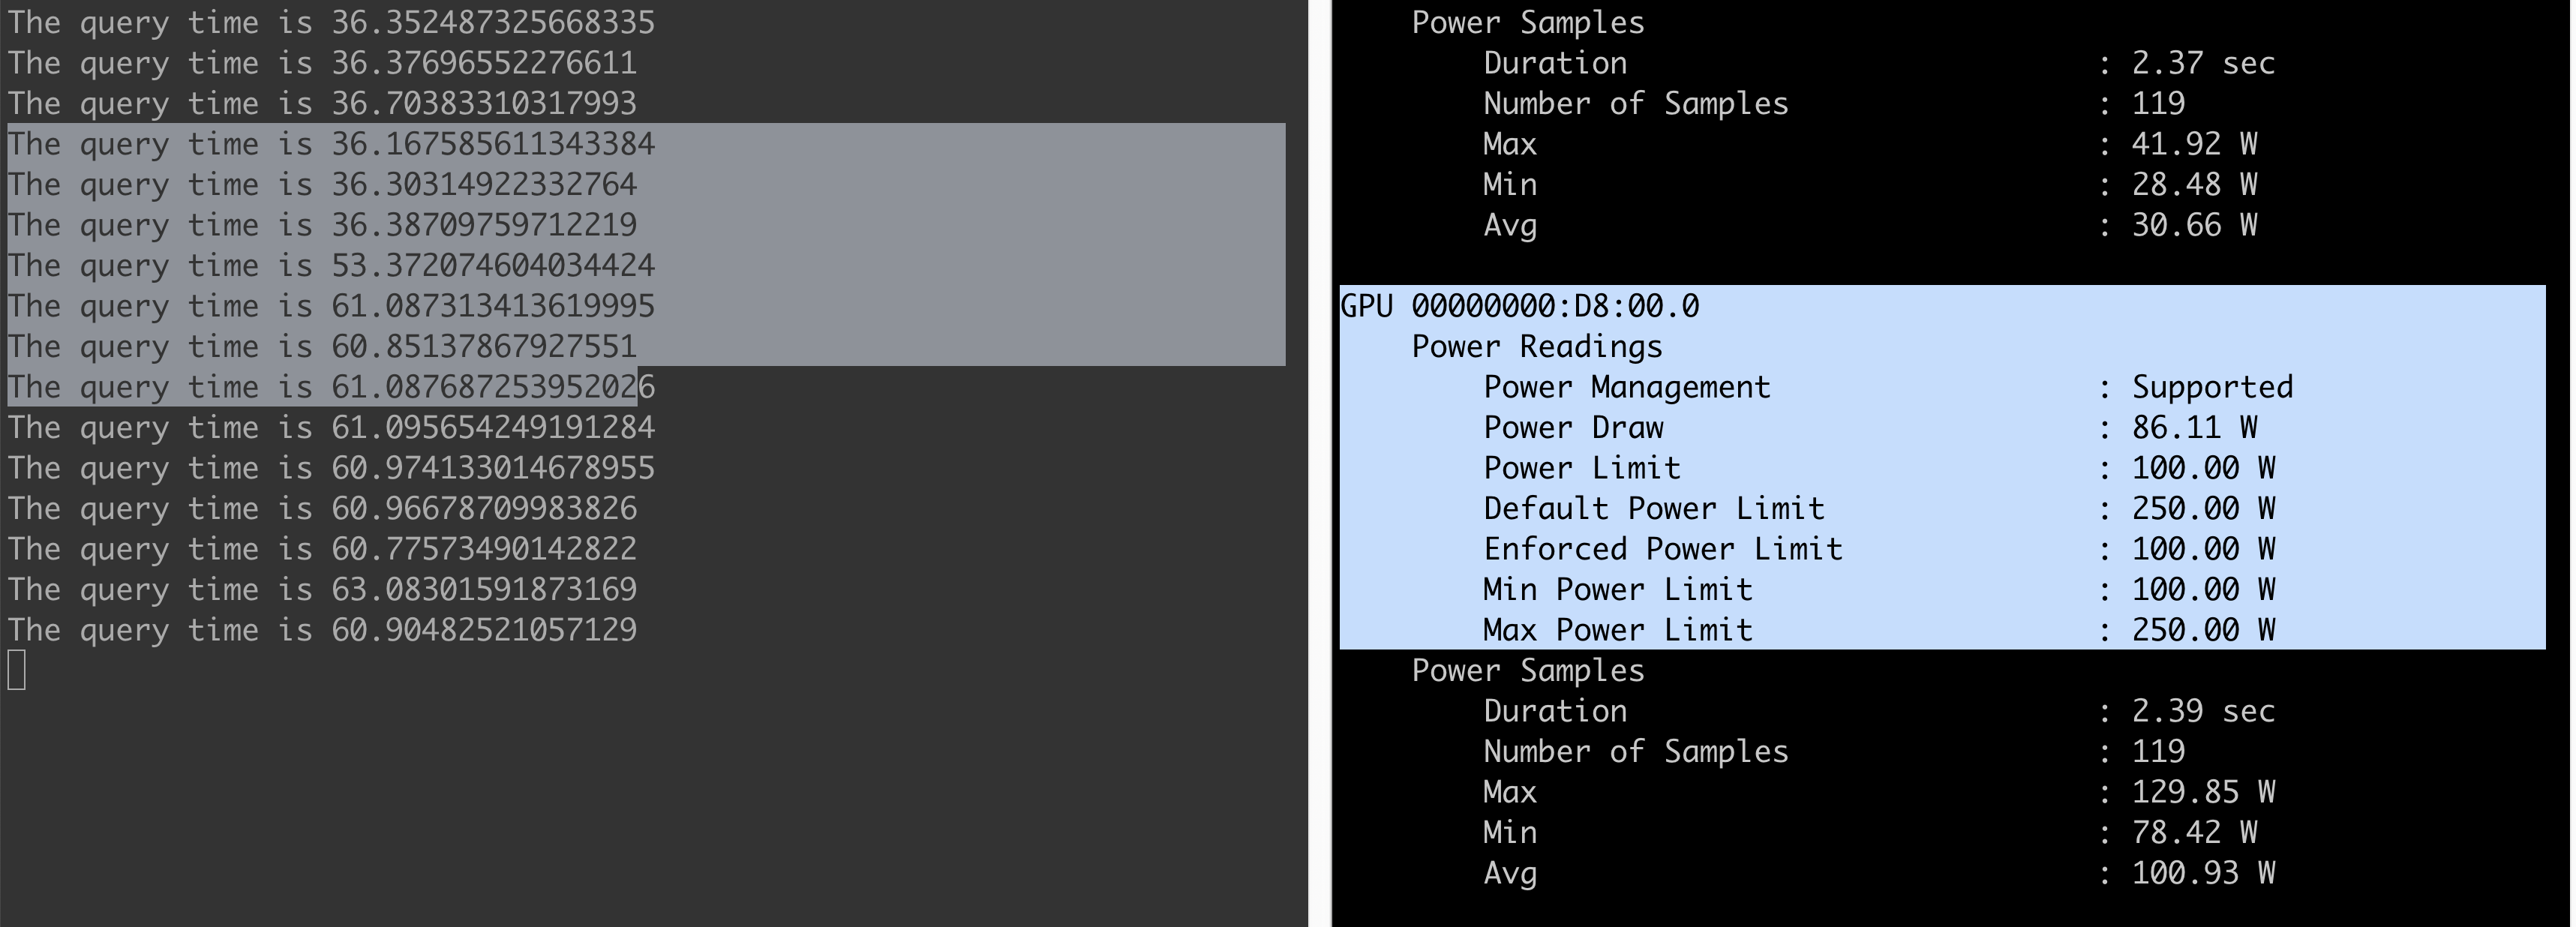 The query time is 36.352487325668335
The query time is 36.37696552276611
The query time is 36.70383310317993
The query time is 36.167585611343384
The query time is 36.30314922332764
The query time is 36.38709759712219
The query time is 53.372074604034424
The query time is 61.087313413619995
The query time is 60.85137867927551
The query time is 61.087687253952026
The query time is 61.095654249191284
The query time is 60.974133014678955
The query time is 60.96678709983826
The query time is 60.77573490142822
The query time is 63.08301591873169
The query time is 60.90482521057129
Power Samples
Duration : 2.37 sec
Number of Samples : 119
Max : 41.92 W
Min : 28.48 W
Avg : 30.66 W
GPU 00000000:D8:00.0
Power Readings
Power Management : Supported
Power Draw : 86.11 W
Power Limit : 100.00 W
Default Power Limit : 250.00 W
Enforced Power Limit : 100.00 W
Min Power Limit : 100.00 W
Max Power Limit : 250.00 W
Power Samples
Duration : 2.39 sec
Number of Samples : 119
Max : 129.85 W
Min : 78.42 W
Avg : 100.93 W